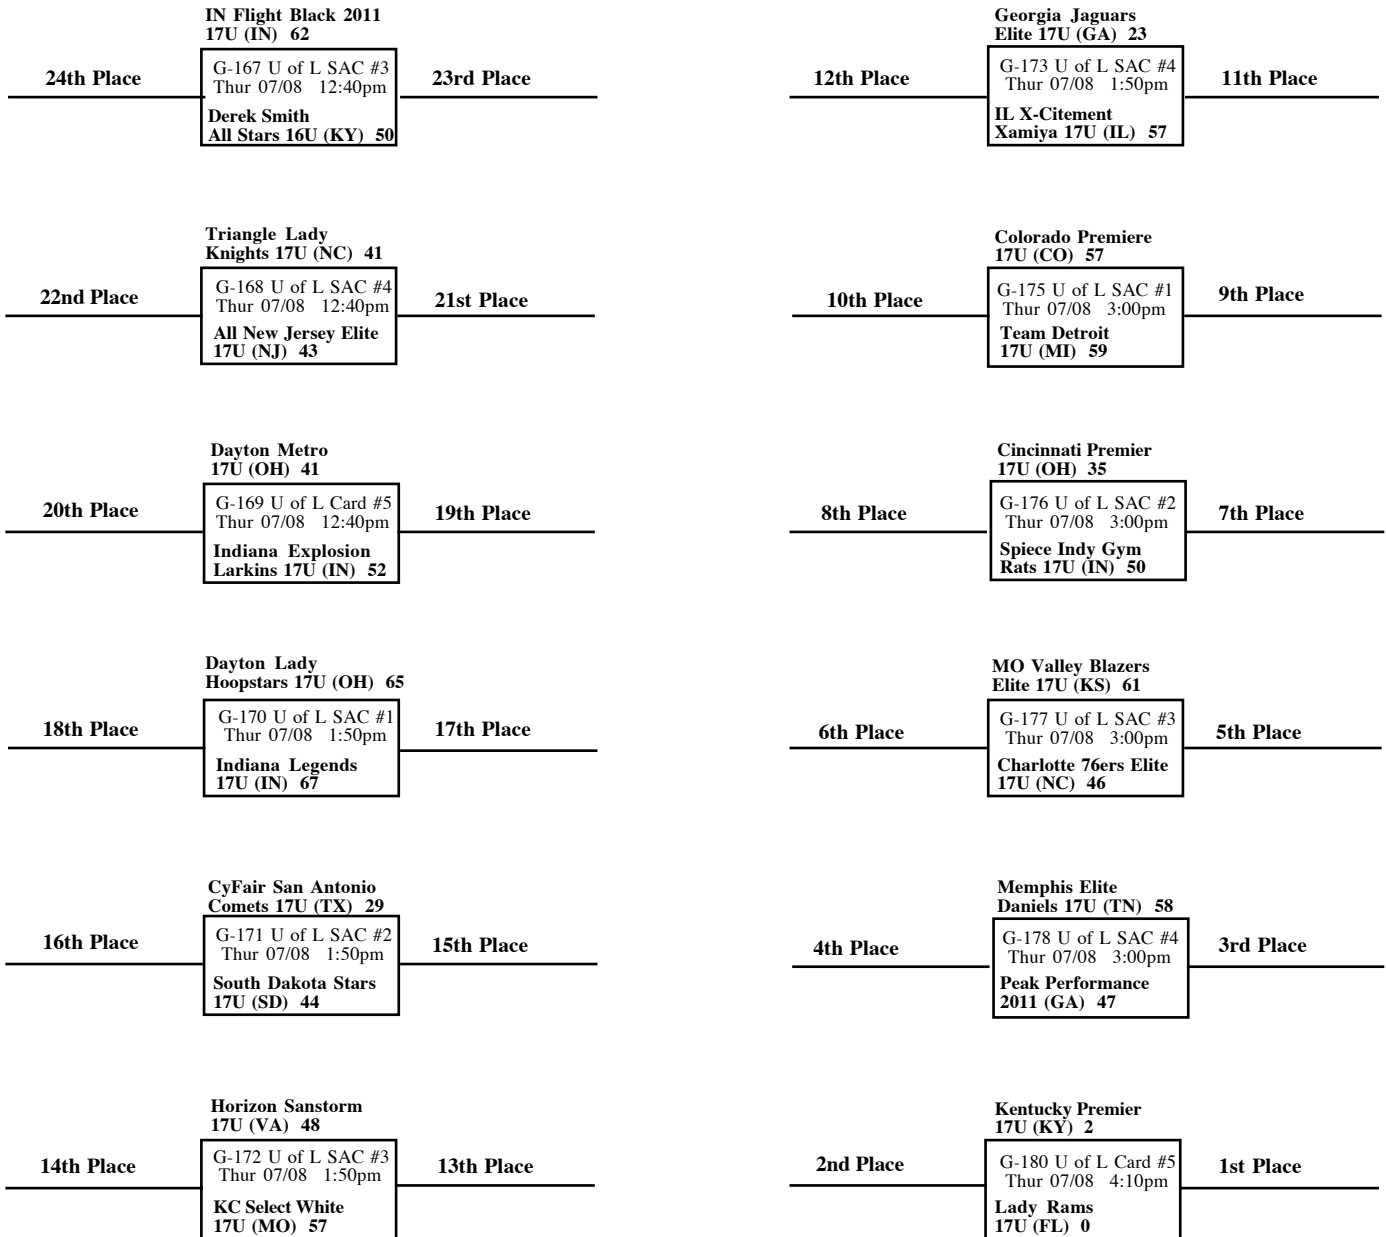 IN Flight Black 2011
17U (IN) 62
24th Place
G-167 U of L SAC #3
Thur 07/08 12:40pm
23rd Place
Derek Smith
All Stars 16U (KY) 50
Triangle Lady
Knights 17U (NC) 41
22nd Place
G-168 U of L SAC #4
Thur 07/08 12:40pm
21st Place
All New Jersey Elite
17U (NJ) 43
Dayton Metro
17U (OH) 41
20th Place
G-169 U of L Card #5
Thur 07/08 12:40pm
19th Place
Indiana Explosion
Larkins 17U (IN) 52
Dayton Lady
Hoopstars 17U (OH) 65
18th Place
G-170 U of L SAC #1
Thur 07/08 1:50pm
17th Place
Indiana Legends
17U (IN) 67
CyFair San Antonio
Comets 17U (TX) 29
16th Place
G-171 U of L SAC #2
Thur 07/08 1:50pm
15th Place
South Dakota Stars
17U (SD) 44
Horizon Sanstorm
17U (VA) 48
14th Place
G-172 U of L SAC #3
Thur 07/08 1:50pm
13th Place
KC Select White
17U (MO) 57
Georgia Jaguars
Elite 17U (GA) 23
12th Place
G-173 U of L SAC #4
Thur 07/08 1:50pm
11th Place
IL X-Citement
Xamiya 17U (IL) 57
Colorado Premiere
17U (CO) 57
10th Place
G-175 U of L SAC #1
Thur 07/08 3:00pm
9th Place
Team Detroit
17U (MI) 59
Cincinnati Premier
17U (OH) 35
8th Place
G-176 U of L SAC #2
Thur 07/08 3:00pm
7th Place
Spiece Indy Gym
Rats 17U (IN) 50
MO Valley Blazers
Elite 17U (KS) 61
6th Place
G-177 U of L SAC #3
Thur 07/08 3:00pm
5th Place
Charlotte 76ers Elite
17U (NC) 46
Memphis Elite
Daniels 17U (TN) 58
4th Place
G-178 U of L SAC #4
Thur 07/08 3:00pm
3rd Place
Peak Performance
2011 (GA) 47
Kentucky Premier
17U (KY) 2
2nd Place
G-180 U of L Card #5
Thur 07/08 4:10pm
1st Place
Lady Rams
17U (FL) 0